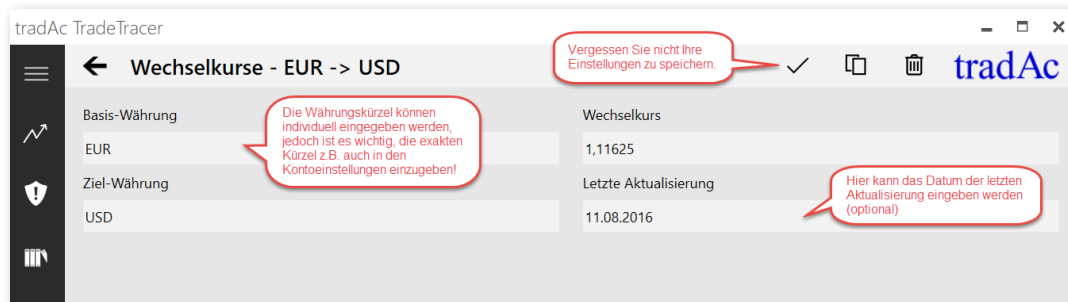 tradAc TradeTracer
Wechselkurse - EUR -> USD
Vergessen Sie nicht Ihre
Einstellungen zu speichern.
tradAc
Basis-Währung
EUR
Die Währungskürzel können
individuell eingegeben werden,
jedoch ist es wichtig, die exakten
Kürzel z.B. auch in den
Kontoeinstellungen einzugeben!
Wechselkurs
1,11625
Ziel-Währung
USD
Letzte Aktualisierung
11.08.2016
Hier kann das Datum der letzten
Aktualisierung eingeben werden
(optional)